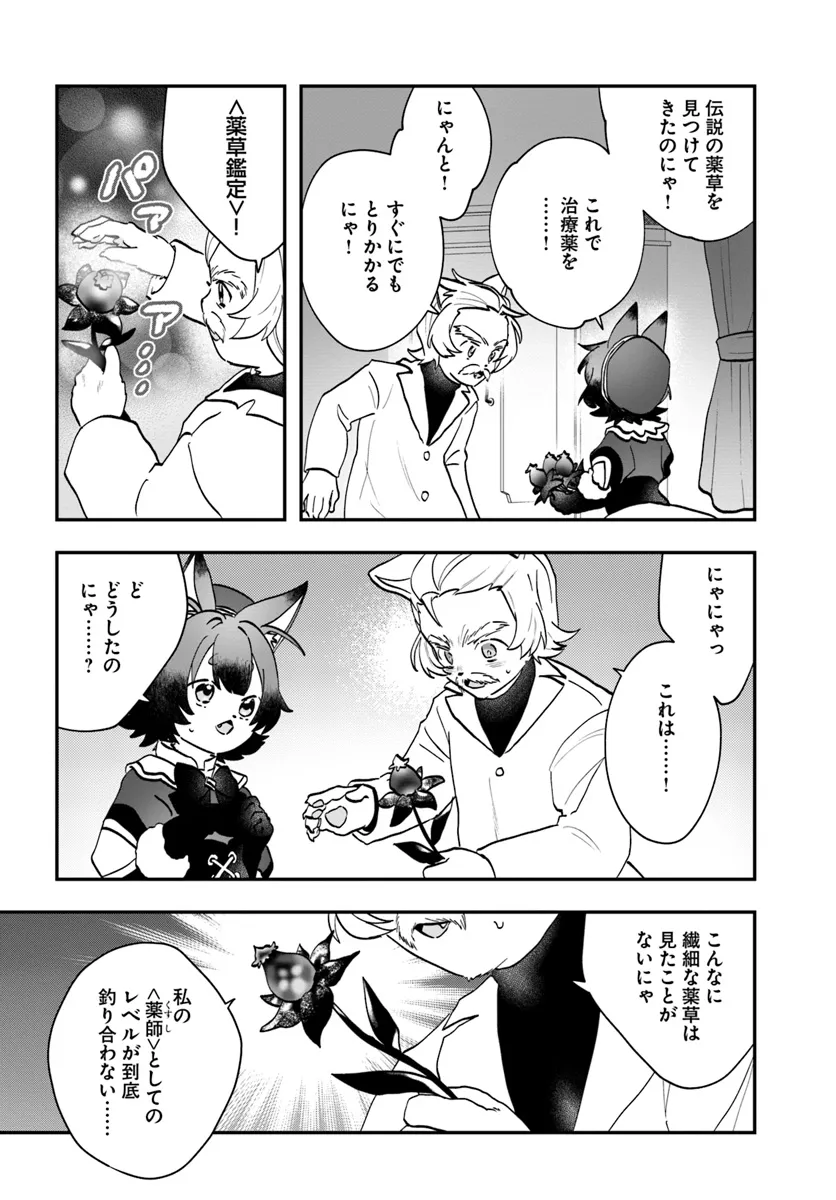 伝説の薬草を
見つけて
きたのにゃ！
これで
治療薬を
……！
にゃんと！
すぐにでも
とりかかる
にゃ！
<薬草鑑定>！
パァァ…
にゃにゃっ
これは……！
ど
どうしたの
にゃ……？
こんなに
繊細な薬草は
見たことが
ないにゃ
私の
くすし
<薬師>としての
レベルが到底
釣り合わない……